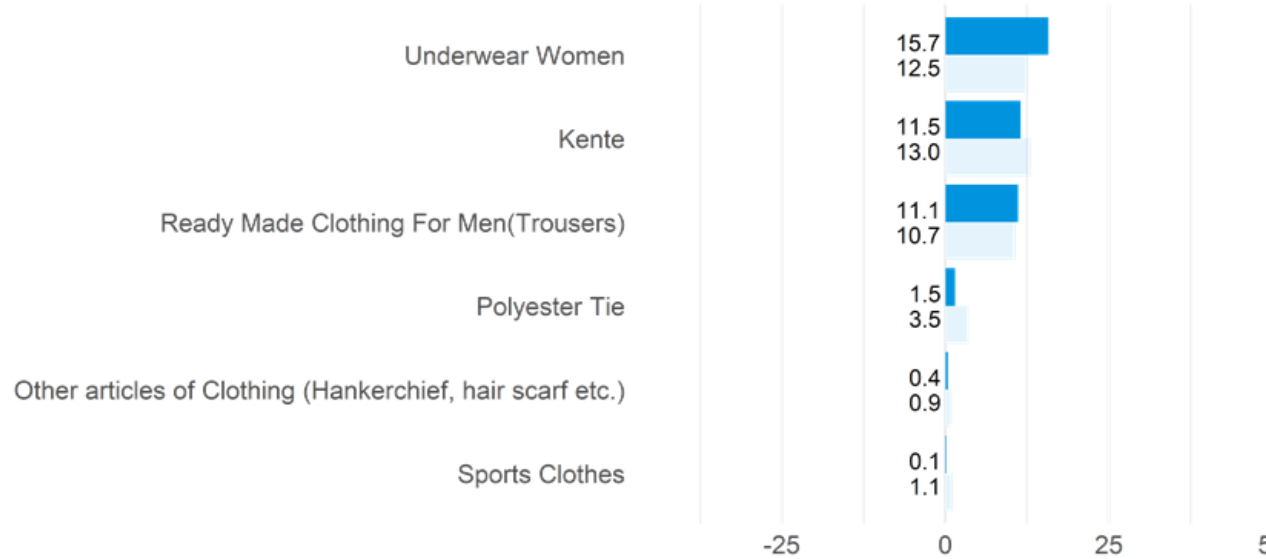 Underwear Women
15.7
12.5
Kente
11.5
13.0
Ready Made Clothing For Men(Trousers)
11.1
10.7
Polyester Tie
1.5
3.5
Other articles of Clothing (Hankerchief, hair scarf etc.)
0.4
0.9
Sports Clothes
0.1
1.1
-25 0 25